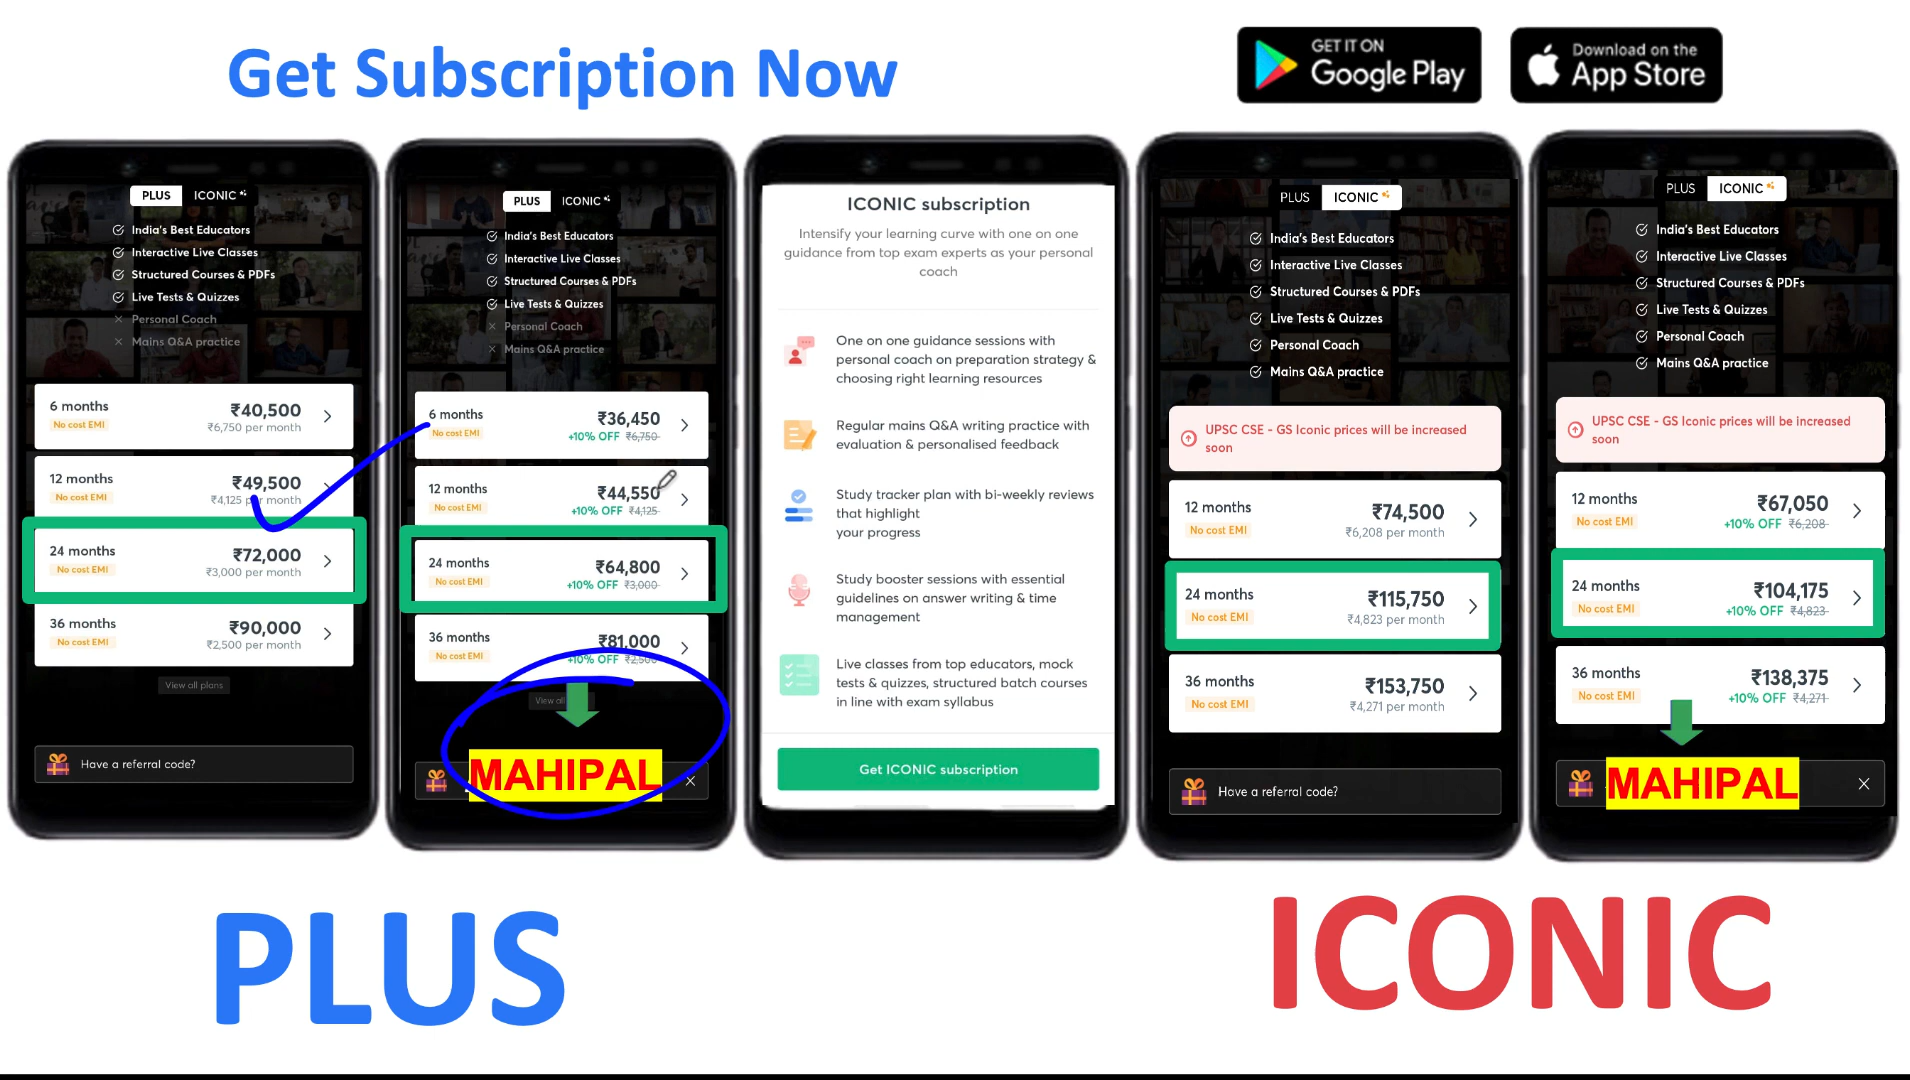 Get Subscription Now
GET IT ON
Google Play
Download on the
App Store
PLUS ICONIC
India's Best Educators
Interactive Live Classes
Structured Courses & PDFs
Live Tests & Quizzes
Personal Coach
Mains Q&A practice
6 months ₹40,500
No cost EMI ₹6,750 per month
12 months ₹49,500
No cost EMI ₹4,125 per month
24 months ₹72,000
No cost EMI ₹3,000 per month
36 months ₹90,000
No cost EMI ₹2,500 per month
View all plans
Have a referral code?
PLUS ICONIC
India's Best Educators
Interactive Live Classes
Structured Courses & PDFs
Live Tests & Quizzes
Personal Coach
Mains Q&A practice
6 months ₹36,450
No cost EMI +10% OFF ₹6,750
12 months ₹44,550
No cost EMI +10% OFF ₹4,125
24 months ₹64,800
No cost EMI +10% OFF ₹3,000
36 months ₹81,000
No cost EMI +10% OFF ₹2,500
View all
MAHIPAL
ICONIC subscription
Intensify your learning curve with one on one
guidance from top exam experts as your personal
coach
One on one guidance sessions with
personal coach on preparation strategy &
choosing right learning resources
Regular mains Q&A writing practice with
evaluation & personalised feedback
Study tracker plan with bi-weekly reviews
that highlight
your progress
Study booster sessions with essential
guidelines on answer writing & time
management
Live classes from top educators, mock
tests & quizzes, structured batch courses
in line with exam syllabus
Get ICONIC subscription
PLUS ICONIC
India's Best Educators
Interactive Live Classes
Structured Courses & PDFs
Live Tests & Quizzes
Personal Coach
Mains Q&A practice
UPSC CSE - GS Iconic prices will be increased
soon
12 months ₹74,500
No cost EMI ₹6,208 per month
24 months ₹115,750
No cost EMI ₹4,823 per month
36 months ₹153,750
No cost EMI ₹4,271 per month
Have a referral code?
PLUS ICONIC
India's Best Educators
Interactive Live Classes
Structured Courses & PDFs
Live Tests & Quizzes
Personal Coach
Mains Q&A practice
UPSC CSE - GS Iconic prices will be increased
soon
12 months ₹67,050
No cost EMI +10% OFF ₹6,208
24 months ₹104,175
No cost EMI +10% OFF ₹4,823
36 months ₹138,375
No cost EMI +10% OFF ₹4,271
MAHIPAL
PLUS
ICONIC